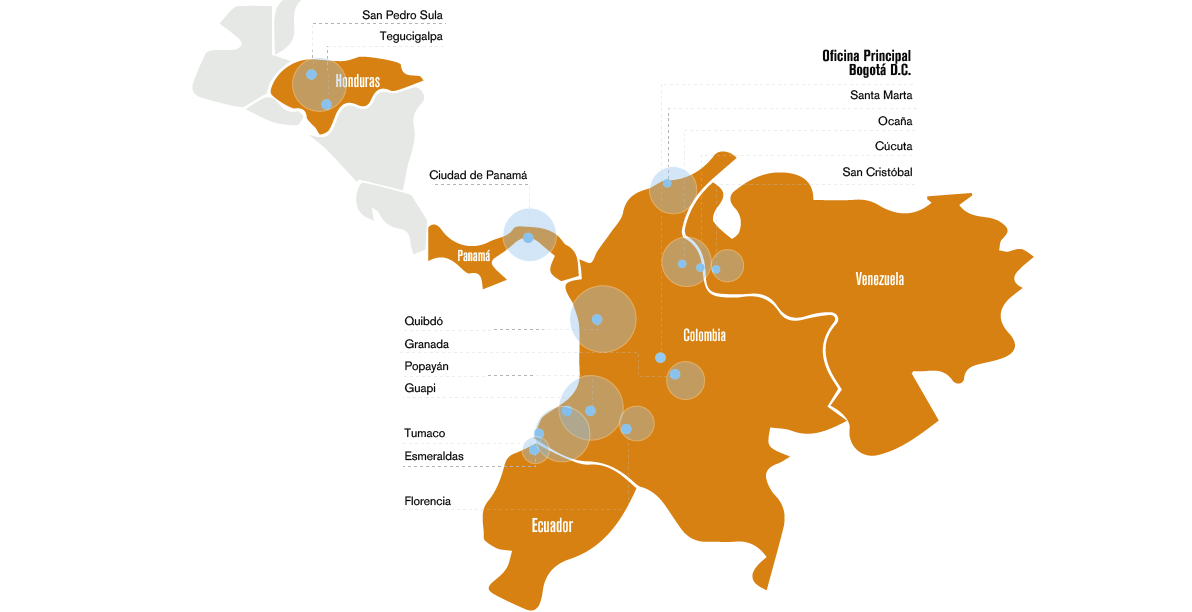 San Pedro Sula
Tegucigalpa
Honduras
Oficina Principal
Bogotá D.C.
Santa Marta
Ocaña
Cúcuta
San Cristóbal
Ciudad de Panamá
Panamá
Venezuela
Colombia
Quibdó
Granada
Popayán
Guapi
Tumaco
Esmeraldas
Florencia
Ecuador